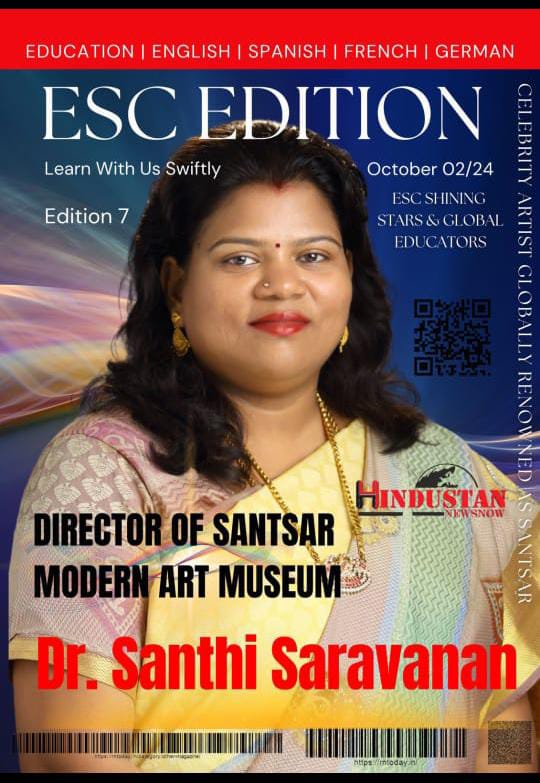 EDUCATION | ENGLISH | SPANISH | FRENCH | GERMAN
ESC EDITION
Learn With Us Swiftly
October 02/24
Edition 7
ESC SHINING
STARS & GLOBAL
EDUCATORS
CELEBRITY ARTIST GLOBALLY RENOWNED AS SANTSAR
HINDUSTAN
NEWSNOW
DIRECTOR OF SANTSAR
MODERN ART MUSEUM
Dr. Santhi Saravanan
https://mtoday.in/